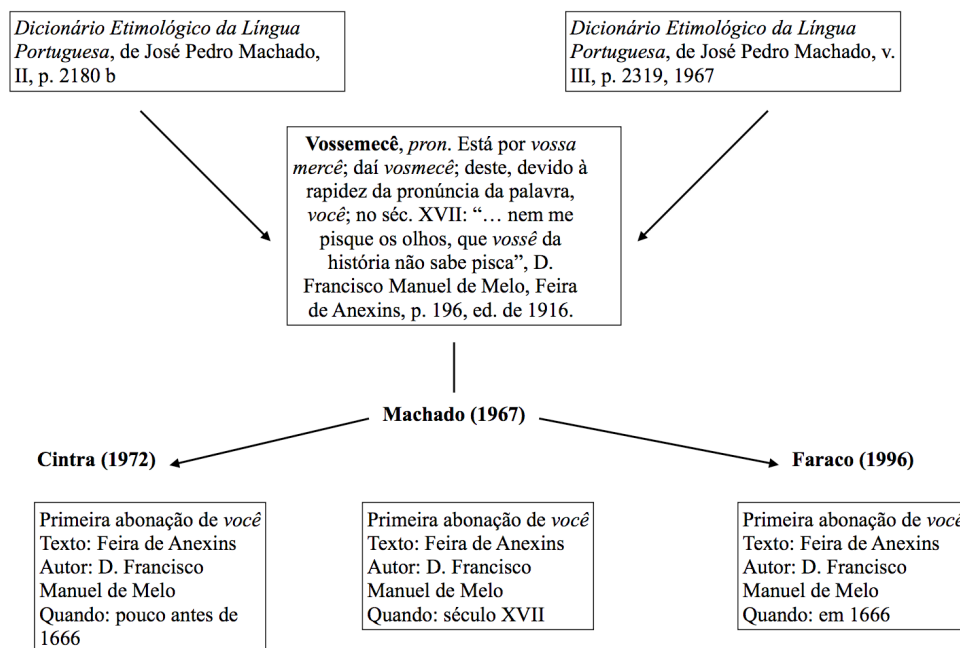 Dicionário Etimológico da Língua
Portuguesa, de José Pedro Machado,
II, p. 2180 b
Dicionário Etimológico da Língua
Portuguesa, de José Pedro Machado, v.
III, p. 2319, 1967
Vossemecê, pron. Está por vossa
mercê; daí vosmecê; deste, devido à
rapidez da pronúncia da palavra,
você; no séc. XVII: “… nem me
pisque os olhos, que vossê da
história não sabe pisca”, D.
Francisco Manuel de Melo, Feira
de Anexins, p. 196, ed. de 1916.
Machado (1967)
Cintra (1972)
Faraco (1996)
Primeira abonação de você
Texto: Feira de Anexins
Autor: D. Francisco
Manuel de Melo
Quando: pouco antes de
1666
Primeira abonação de você
Texto: Feira de Anexins
Autor: D. Francisco
Manuel de Melo
Quando: século XVII
Primeira abonação de você
Texto: Feira de Anexins
Autor: D. Francisco
Manuel de Melo
Quando: em 1666